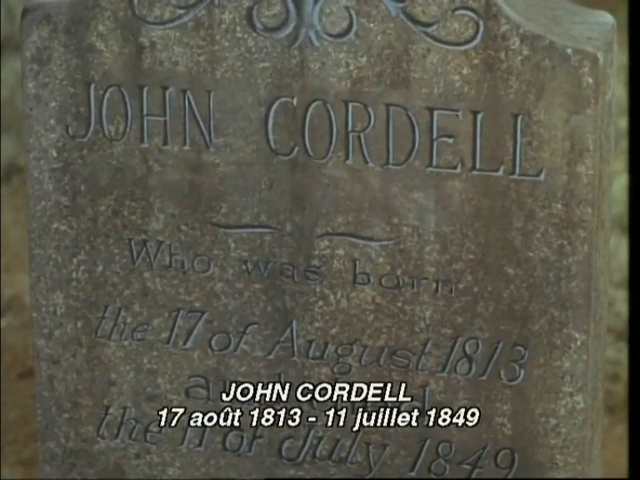 JOHN CORDELL
Who was born
the 17 of August 1813
JOHN CORDELL
17 août 1813 - 11 juillet 1849
the 11 of July 1849